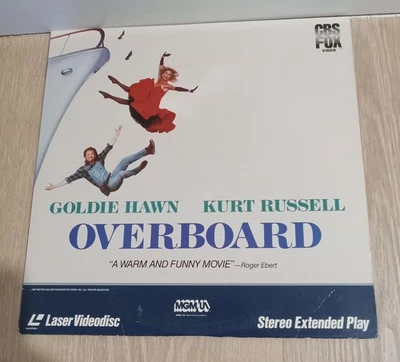 CBS
FOX
VIDEO
GOLDIE HAWN KURT RUSSELL
OVERBOARD
"A WARM AND FUNNY MOVIE"—Roger Ebert
MGM/UA
LaserVideodisc
Stereo Extended Play